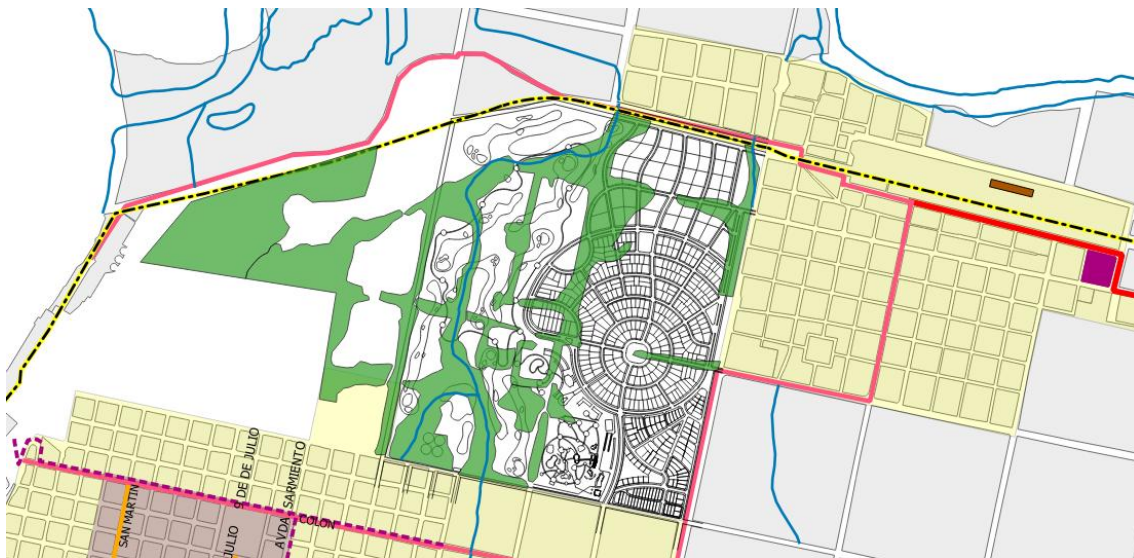 SAN MARTIN
JULIO
9 DE DE JULIO
AVDA. SARMIENTO
COLON